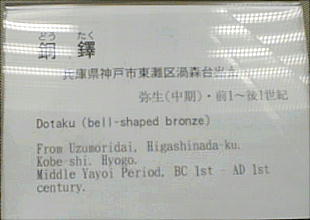 どう たく
銅 鐸
兵庫県神戸市東灘区渦森台出土
弥生(中期)・前1〜後1世紀
Dotaku (bell-shaped bronze)
From Uzumoridai, Higashinada-ku.
Kobe-shi. Hyogo.
Middle Yayoi Period, BC 1st - AD 1st
century.